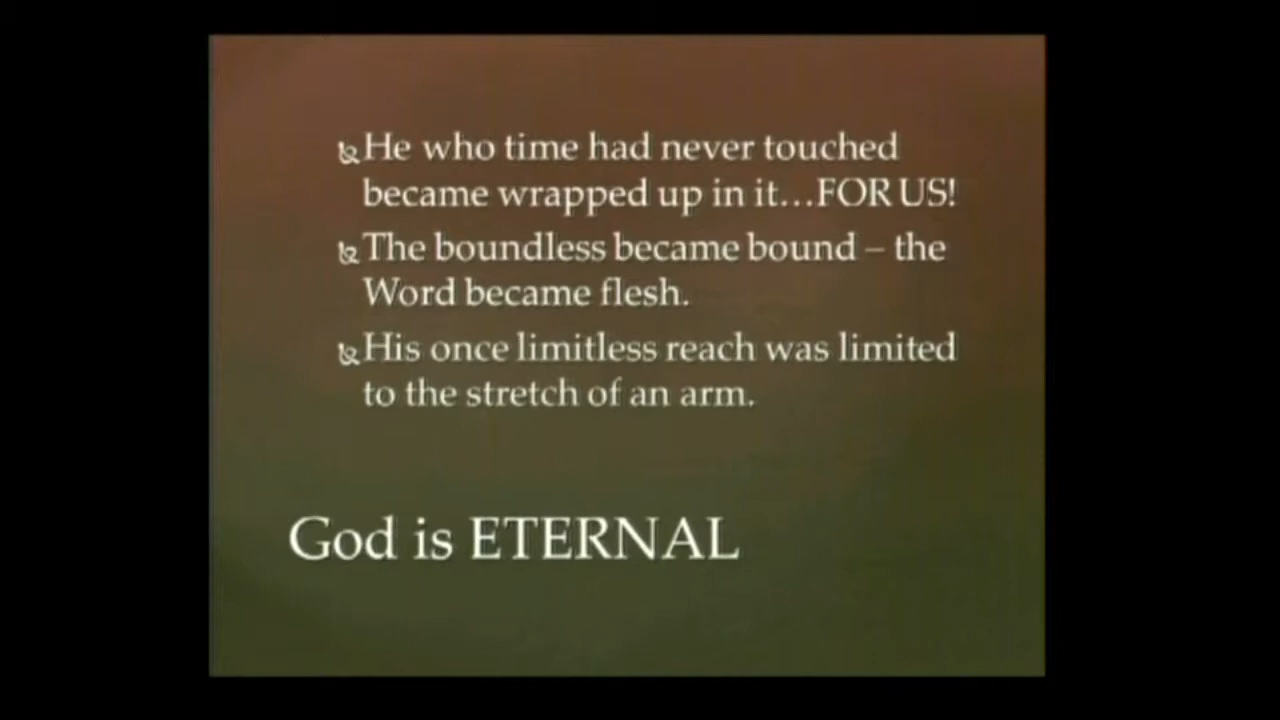 He who time had never touched
became wrapped up in it...FOR US!
The boundless became bound – the
Word became flesh.
His once limitless reach was limited
to the stretch of an arm.
God is ETERNAL